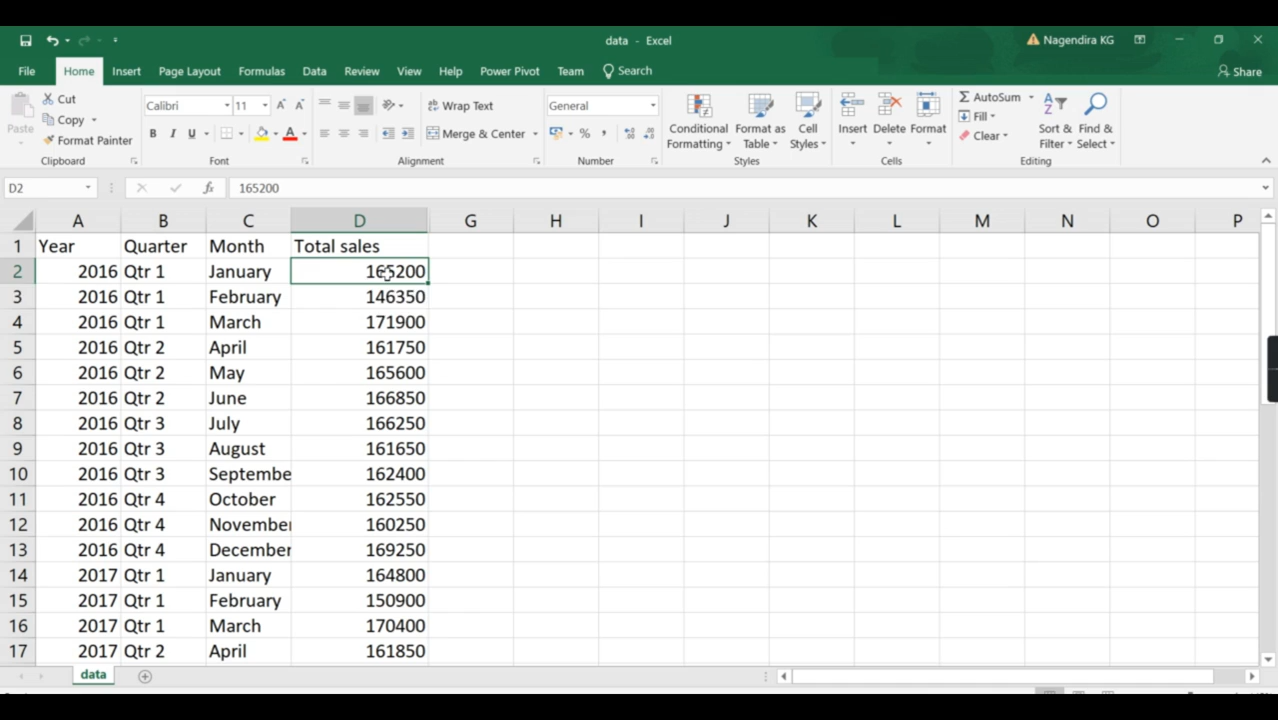 data - Excel
Nagendira KG
File Home Insert Page Layout Formulas Data Review View Help Power Pivot Team Search Share
Paste
Cut
Copy
Format Painter
Clipboard
Calibri 11
B I U A
Font
Wrap Text
Merge & Center
Alignment
General
%
Number
Conditional Formatting
Format as Table
Cell Styles
Styles
Insert Delete Format
Cells
AutoSum
Fill
Clear
Sort & Filter
Find & Select
Editing
D2 fx 165200
A B C D G H I J K L M N O P
1 Year Quarter Month Total sales
2 2016 Qtr 1 January 165200
3 2016 Qtr 1 February 146350
4 2016 Qtr 1 March 171900
5 2016 Qtr 2 April 161750
6 2016 Qtr 2 May 165600
7 2016 Qtr 2 June 166850
8 2016 Qtr 3 July 166250
9 2016 Qtr 3 August 161650
10 2016 Qtr 3 Septembe 162400
11 2016 Qtr 4 October 162550
12 2016 Qtr 4 November 160250
13 2016 Qtr 4 December 169250
14 2017 Qtr 1 January 164800
15 2017 Qtr 1 February 150900
16 2017 Qtr 1 March 170400
17 2017 Qtr 2 April 161850
data